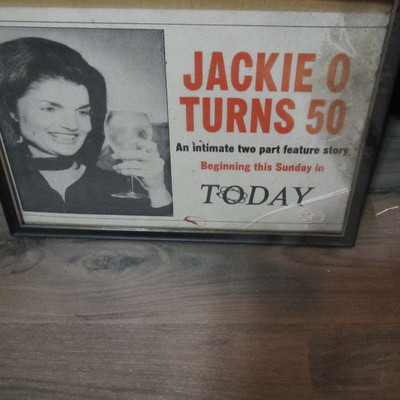 JACKIE O
TURNS 50
An intimate two part feature story
Beginning this Sunday in
TODAY